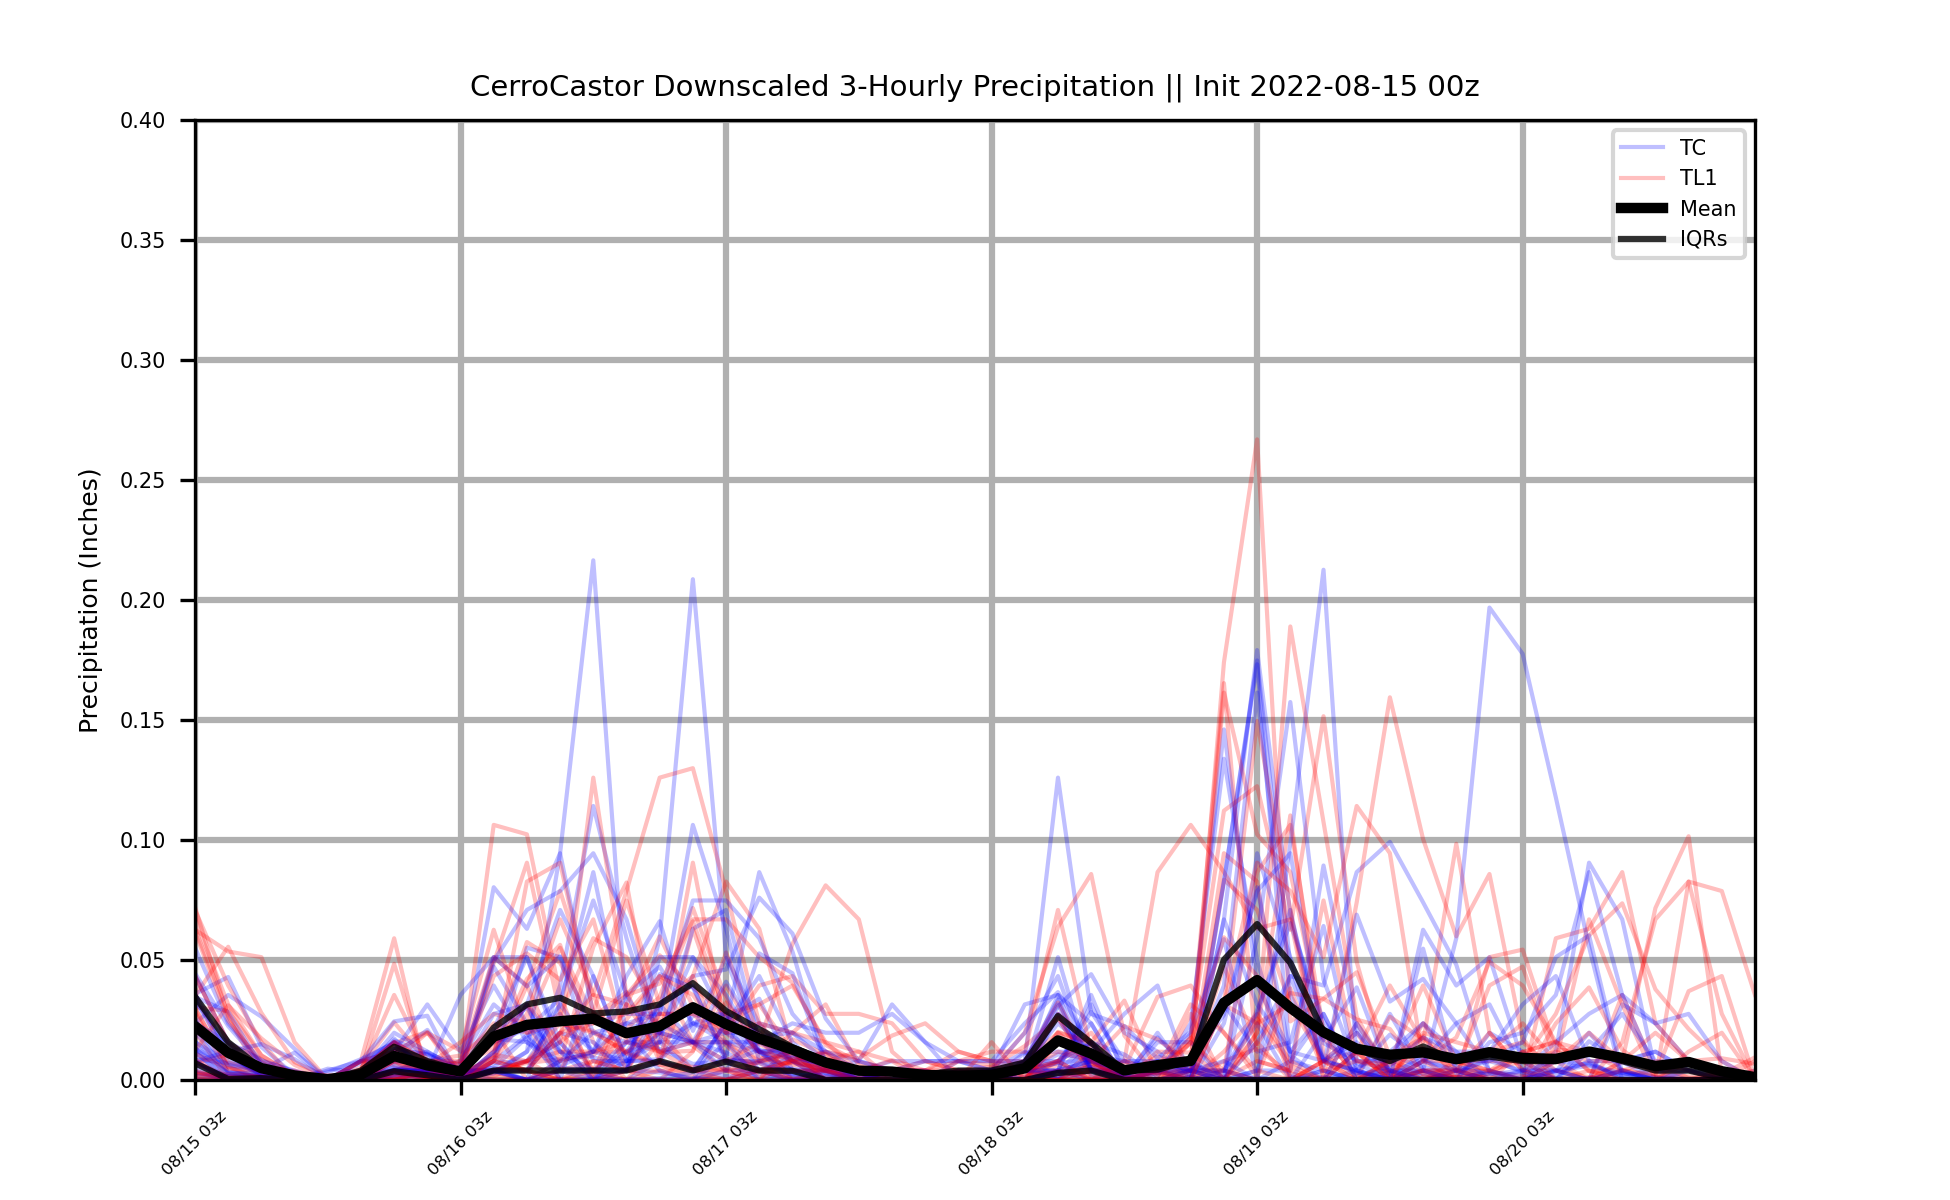 CerroCastor Downscaled 3-Hourly Precipitation || Init 2022-08-15 00z
Precipitation (Inches)
0.40
0.35
0.30
0.25
0.20
0.15
0.10
0.05
0.00
TC
TL1
Mean
IQRs
08/15 03z
08/16 03z
08/17 03z
08/18 03z
08/19 03z
08/20 03z